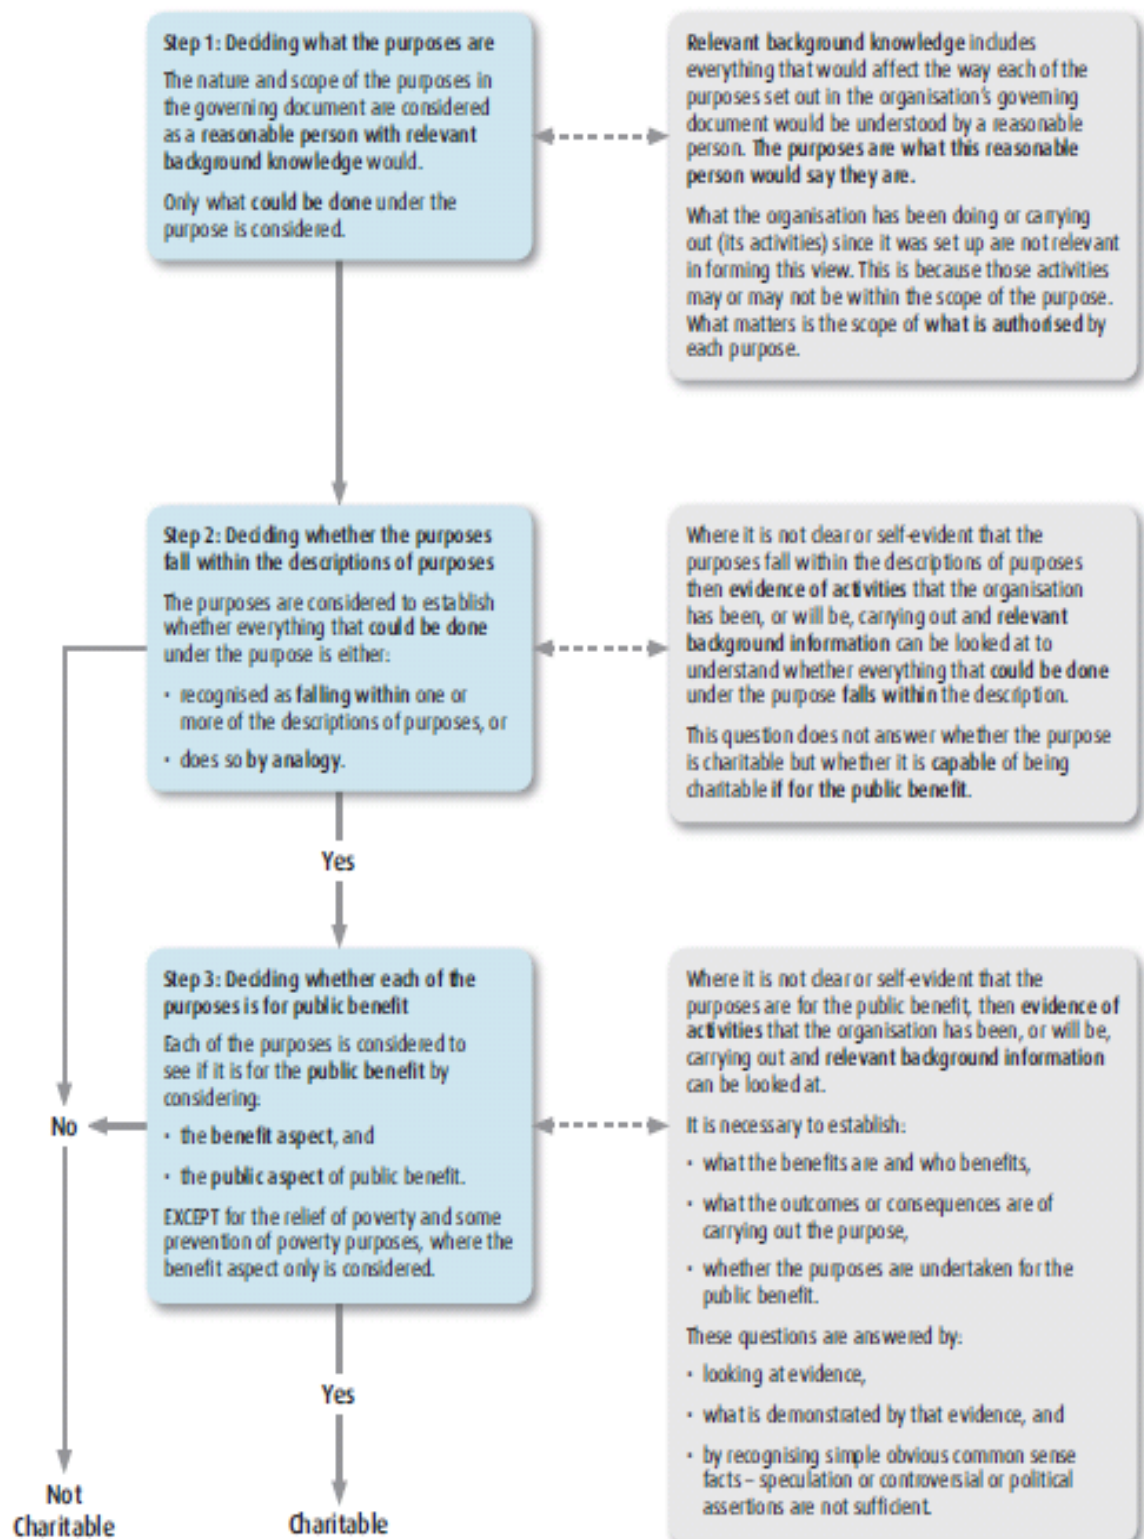 Step 1: Deciding what the purposes are
The nature and scope of the purposes in
the governing document are considered
as a reasonable person with relevant
background knowledge would.
Only what could be done under the
purpose is considered.
Relevant background knowledge includes
everything that would affect the way each of the
purposes set out in the organisation's governing
document would be understood by a reasonable
person. The purposes are what this reasonable
person would say they are.
What the organisation has been doing or carrying
out (its activities) since it was set up are not relevant
in forming this view. This is because those activities
may or may not be within the scope of the purpose.
What matters is the scope of what is authorised by
each purpose.
Step 2: Deciding whether the purposes
fall within the descriptions of purposes
The purposes are considered to establish
whether everything that could be done
under the purpose is either:
· recognised as falling within one or
more of the descriptions of purposes, or
· does so by analogy.
Where it is not clear or self-evident that the
purposes fall within the descriptions of purposes
then evidence of activities that the organisation
has been, or will be, carrying out and relevant
background information can be looked at to
understand whether everything that could be done
under the purpose falls within the description.
This question does not answer whether the purpose
is charitable but whether it is capable of being
charitable if for the public benefit.
Yes
Step 3: Deciding whether each of the
purposes is for public benefit
Each of the purposes is considered to
see if it is for the public benefit by
considering:
· the benefit aspect, and
· the public aspect of public benefit.
EXCEPT for the relief of poverty and some
prevention of poverty purposes, where the
benefit aspect only is considered.
No
Where it is not clear or self-evident that the
purposes are for the public benefit, then evidence of
activities that the organisation has been, or will be,
carrying out and relevant background information
can be looked at.
It is necessary to establish:
· what the benefits are and who benefits,
· what the outcomes or consequences are of
carrying out the purpose,
· whether the purposes are undertaken for the
public benefit.
These questions are answered by:
· looking at evidence,
· what is demonstrated by that evidence, and
· by recognising simple obvious common sense
facts – speculation or controversial or political
assertions are not sufficient.
Yes
Not
Charitable
Charitable